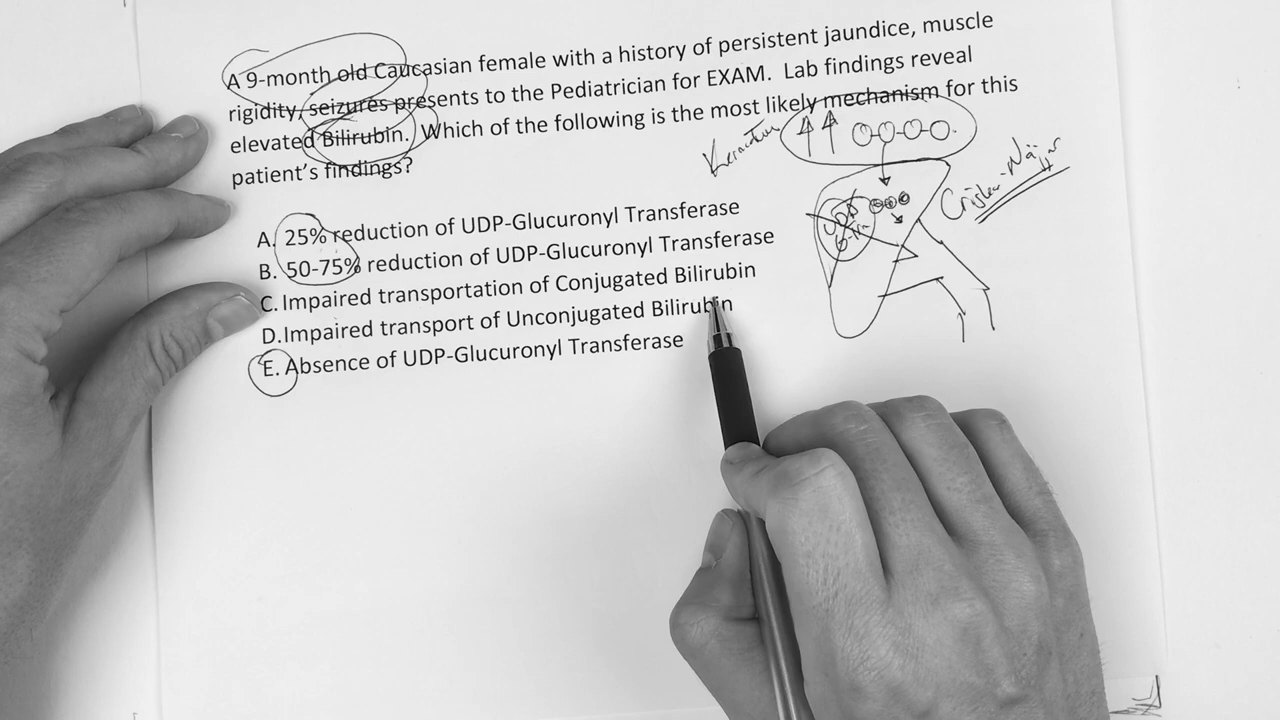 A 9-month old Caucasian female with a history of persistent jaundice, muscle
rigidity, seizures presents to the Pediatrician for EXAM. Lab findings reveal
elevated Bilirubin. Which of the following is the most likely mechanism for this
patient's findings?
A. 25% reduction of UDP-Glucuronyl Transferase
B. 50-75% reduction of UDP-Glucuronyl Transferase
C. Impaired transportation of Conjugated Bilirubin
D. Impaired transport of Unconjugated Bilirubin
E. Absence of UDP-Glucuronyl Transferase